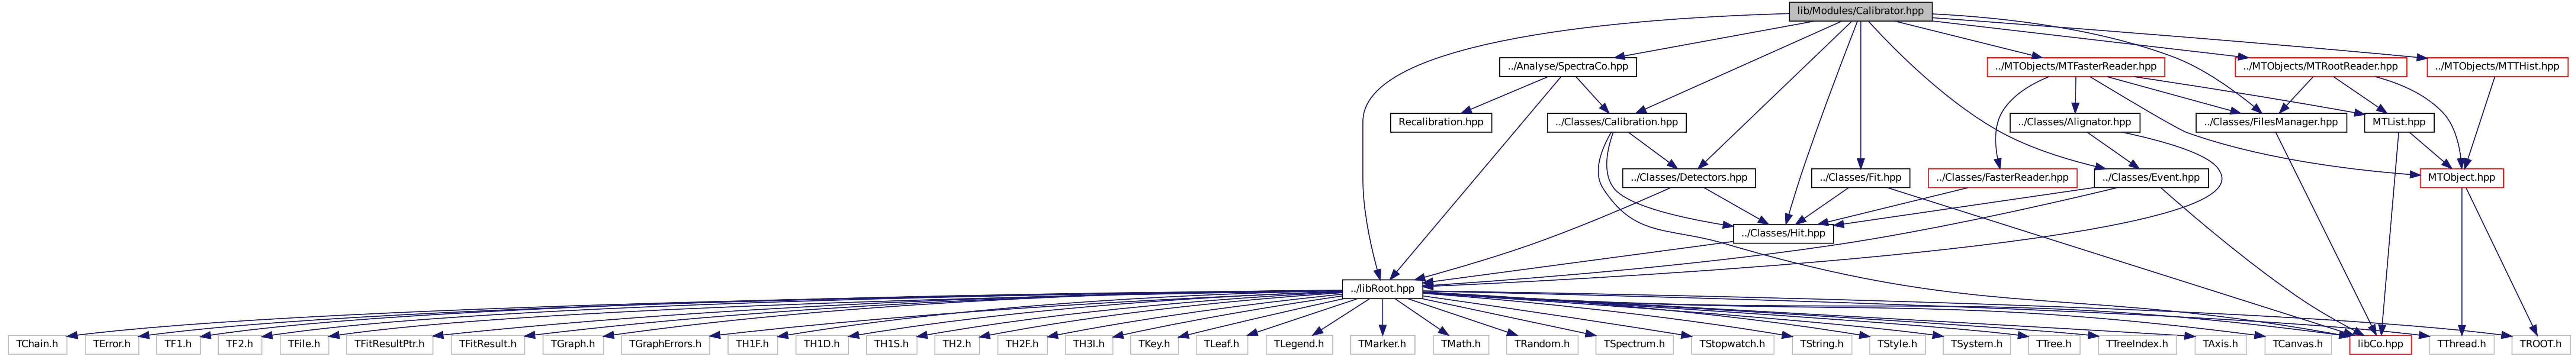 lib/Modules/Calibrator.hpp
../Analyse/SpectraCo.hpp
../MTObjects/MTFasterReader.hpp
../MTObjects/MTRootReader.hpp
../MTObjects/MTTHist.hpp
Recalibration.hpp
../Classes/Calibration.hpp
../Classes/Alignator.hpp
../Classes/FilesManager.hpp
MTList.hpp
../Classes/Detectors.hpp
../Classes/Fit.hpp
../Classes/FasterReader.hpp
../Classes/Event.hpp
MTObject.hpp
../Classes/Hit.hpp
../libRoot.hpp
TChain.h
TError.h
TF1.h
TF2.h
TFile.h
TFitResultPtr.h
TFitResult.h
TGraph.h
TGraphErrors.h
TH1F.h
TH1D.h
TH1S.h
TH2.h
TH2F.h
TH3I.h
TKey.h
TLeaf.h
TLegend.h
TMarker.h
TMath.h
TRandom.h
TSpectrum.h
TStopwatch.h
TString.h
TStyle.h
TSystem.h
TTree.h
TTreeIndex.h
TAxis.h
TCanvas.h
libCo.hpp
TThread.h
TROOT.h